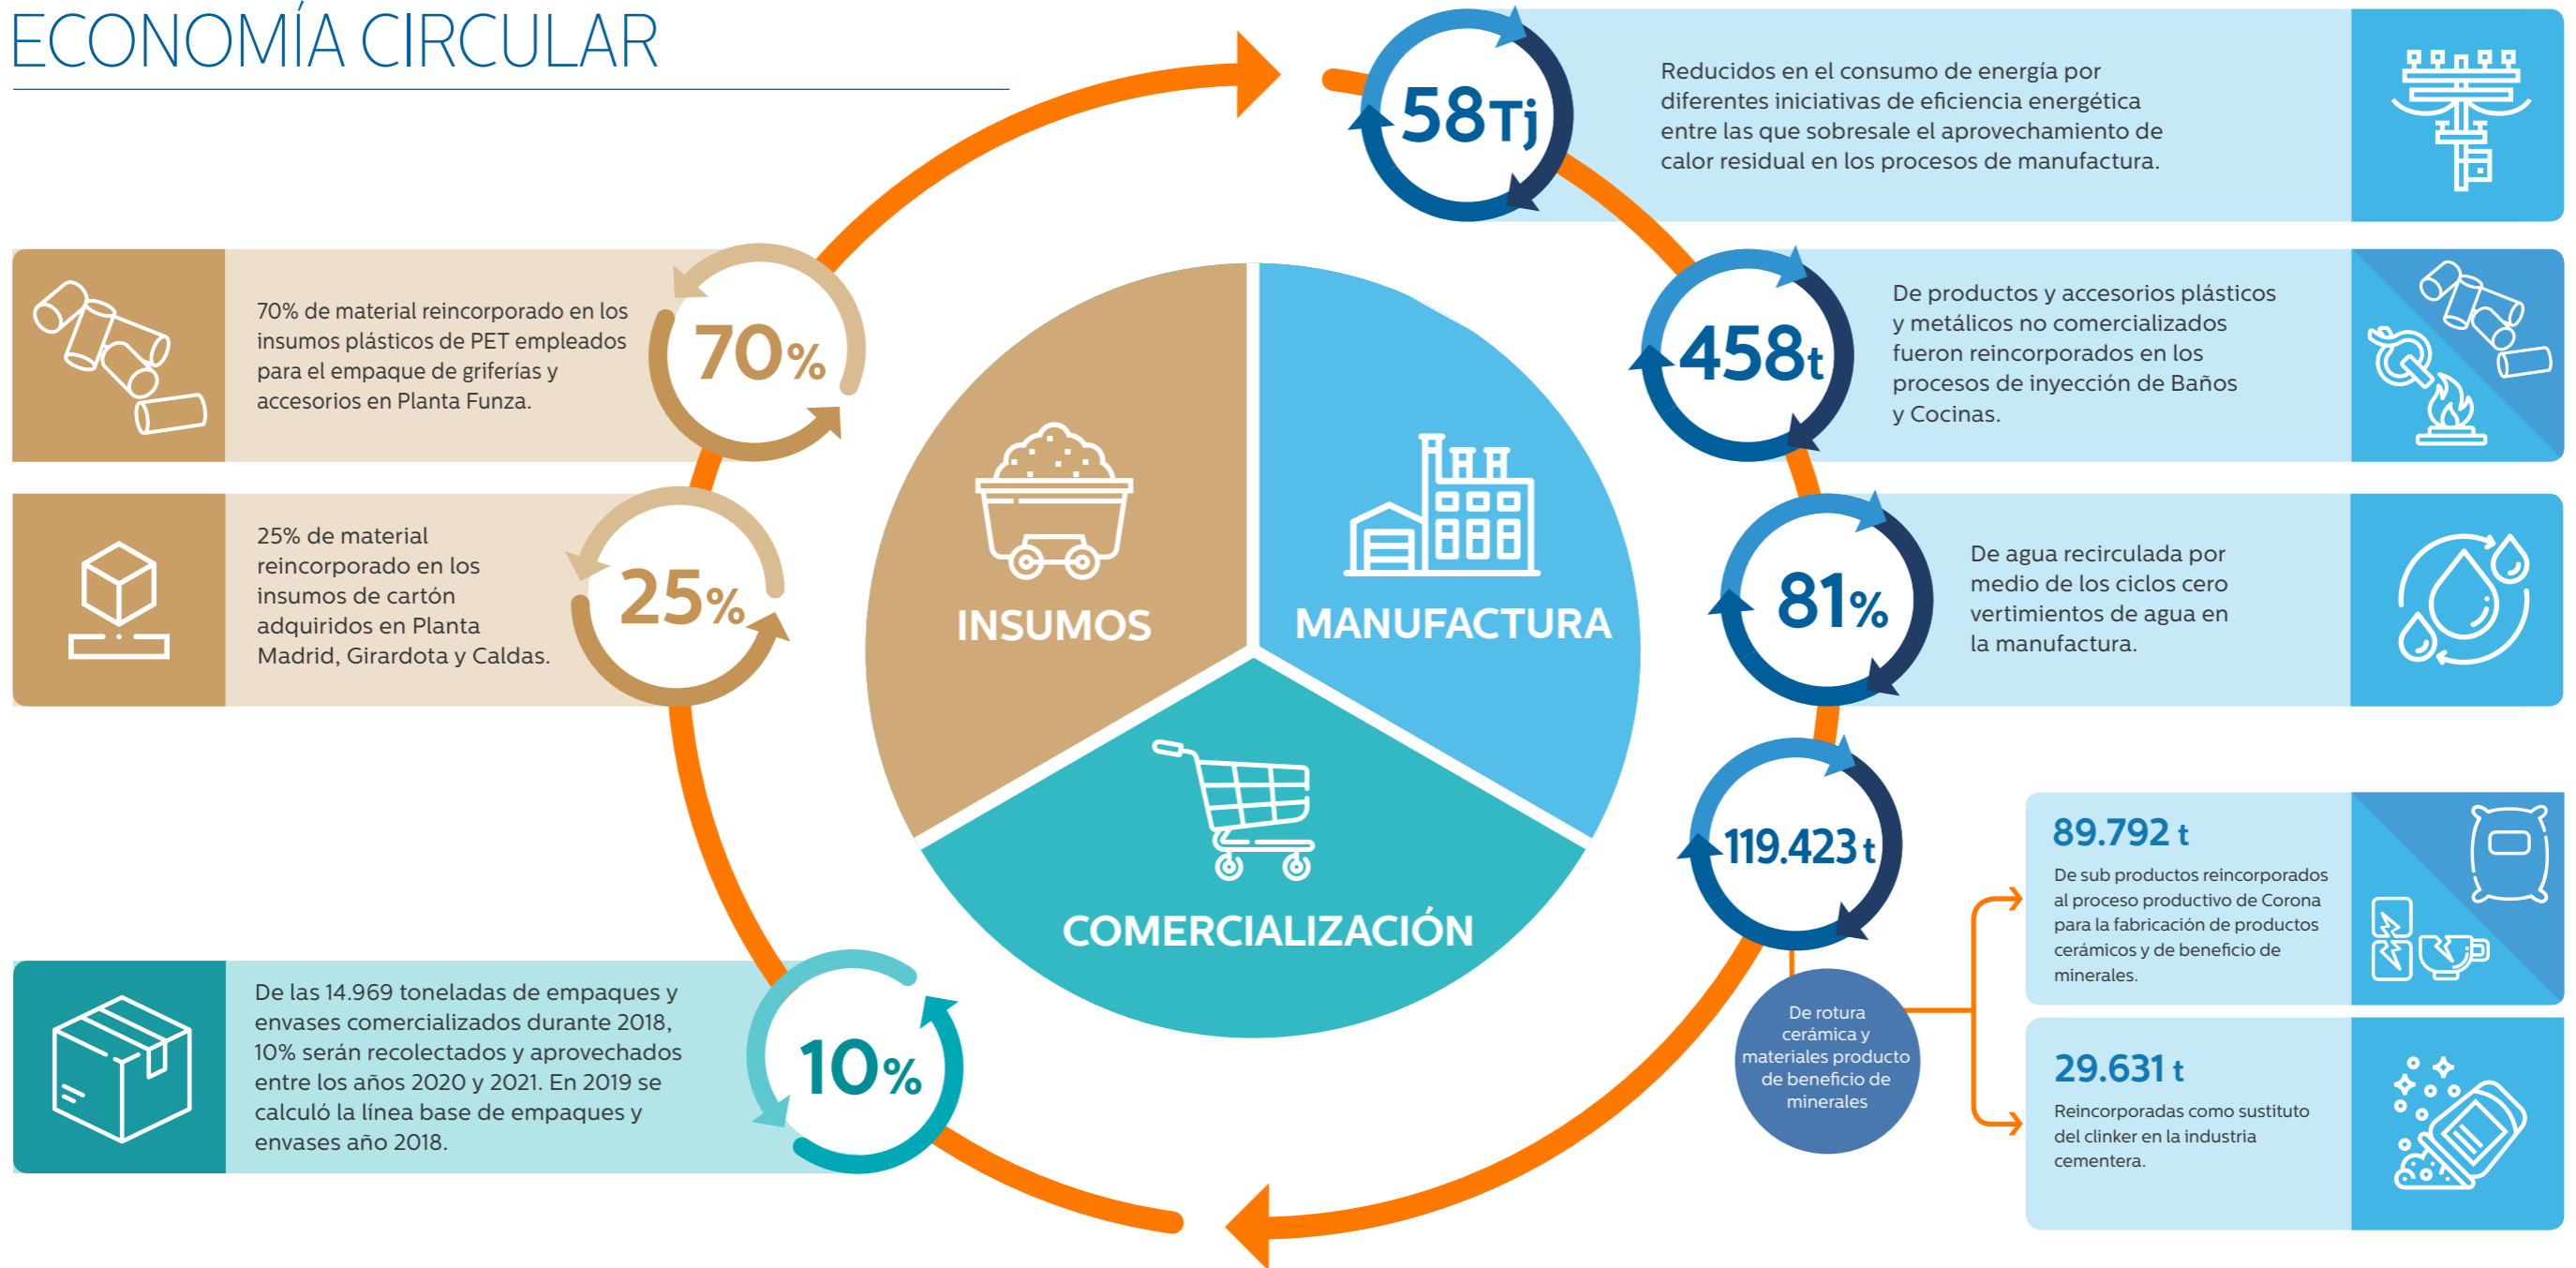 ECONOMÍA CIRCULAR
58Tj
Reducidos en el consumo de energía por
diferentes iniciativas de eficiencia energética
entre las que sobresale el aprovechamiento de
calor residual en los procesos de manufactura.
70% de material reincorporado en los
insumos plásticos de PET empleados
para el empaque de griferías y
accesorios en Planta Funza.
70%
458t
De productos y accesorios plásticos
y metálicos no comercializados
fueron reincorporados en los
procesos de inyección de Baños
y Cocinas.
25% de material
reincorporado en los
insumos de cartón
adquiridos en Planta
Madrid, Girardota y Caldas.
25%
INSUMOS
MANUFACTURA
COMERCIALIZACIÓN
81%
De agua recirculada por
medio de los ciclos cero
vertimientos de agua en
la manufactura.
119.423 t
De rotura
cerámica y
materiales producto
de beneficio de
minerales
89.792 t
De sub productos reincorporados
al proceso productivo de Corona
para la fabricación de productos
cerámicos y de beneficio de
minerales.
29.631 t
Reincorporadas como sustituto
del clinker en la industria
cementera.
De las 14.969 toneladas de empaques y
envases comercializados durante 2018,
10% serán recolectados y aprovechados
entre los años 2020 y 2021. En 2019 se
calculó la línea base de empaques y
envases año 2018.
10%